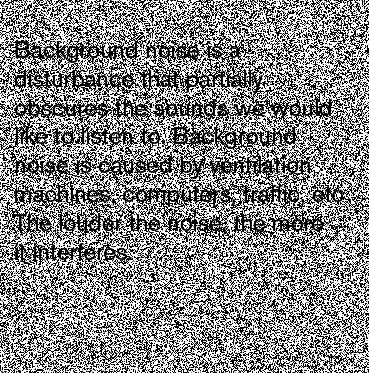 Background noise is a
disturbance that partially
obscures the sounds we would
like to listen to. Background
noise is caused by ventilation
machines, computers, traffic, etc.
The louder the noise, the more
it interferes.